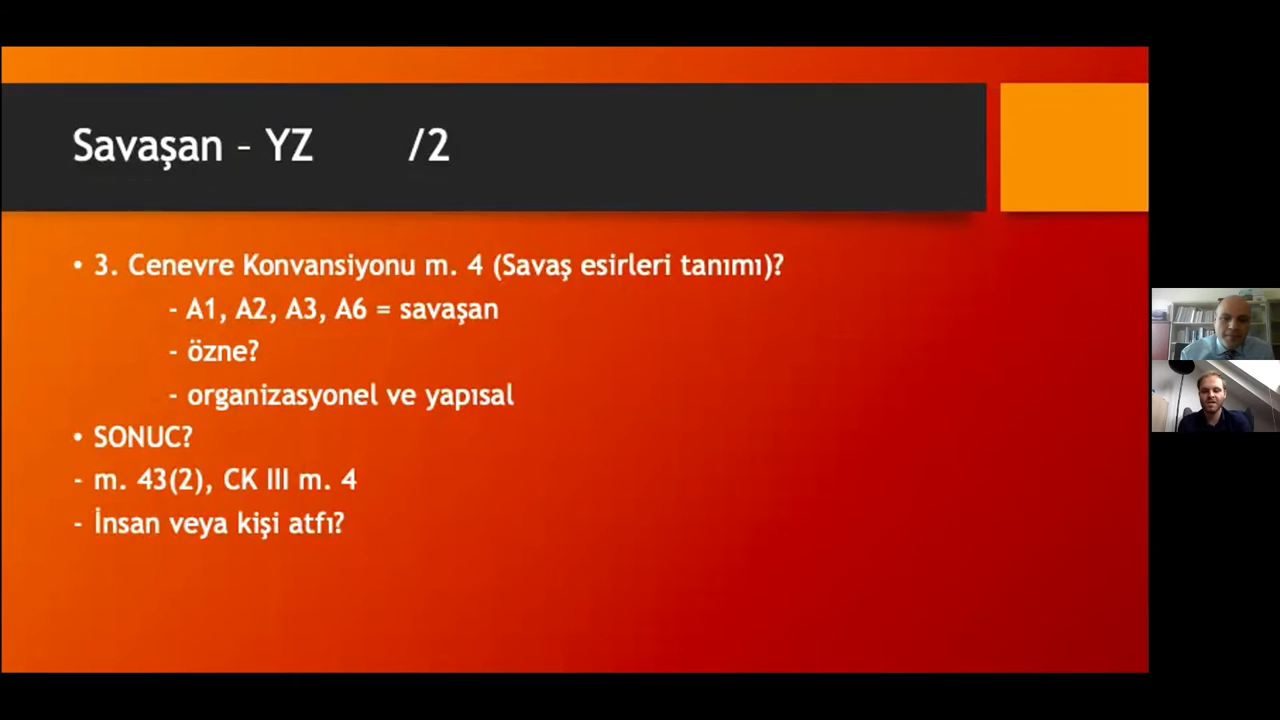 Savaşan – YZ /2
• 3. Cenevre Konvansiyonu m. 4 (Savaş esirleri tanımı)?
- A1, A2, A3, A6 = savaşan
- özne?
- organizasyonel ve yapısal
• SONUC?
- m. 43(2), CK III m. 4
- İnsan veya kişi atfı?